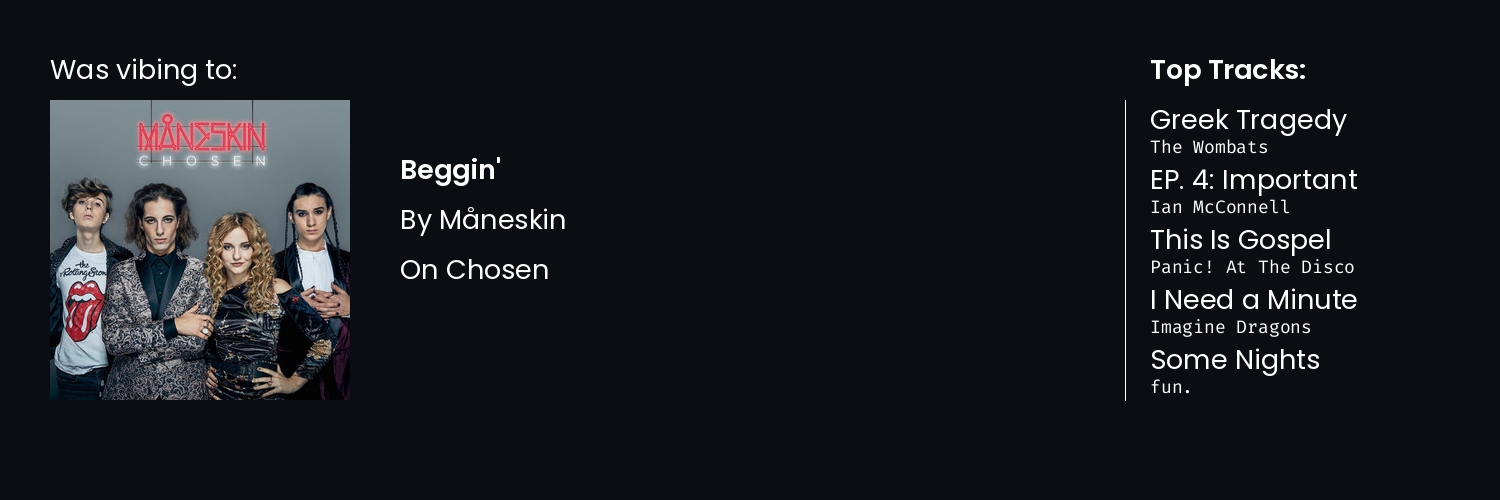 Was vibing to:
MÅNESKIN
CHOSEN
the
Rolling Stones
Beggin'
By Måneskin
On Chosen
Top Tracks:
Greek Tragedy
The Wombats
EP. 4: Important
Ian McConnell
This Is Gospel
Panic! At The Disco
I Need a Minute
Imagine Dragons
Some Nights
fun.